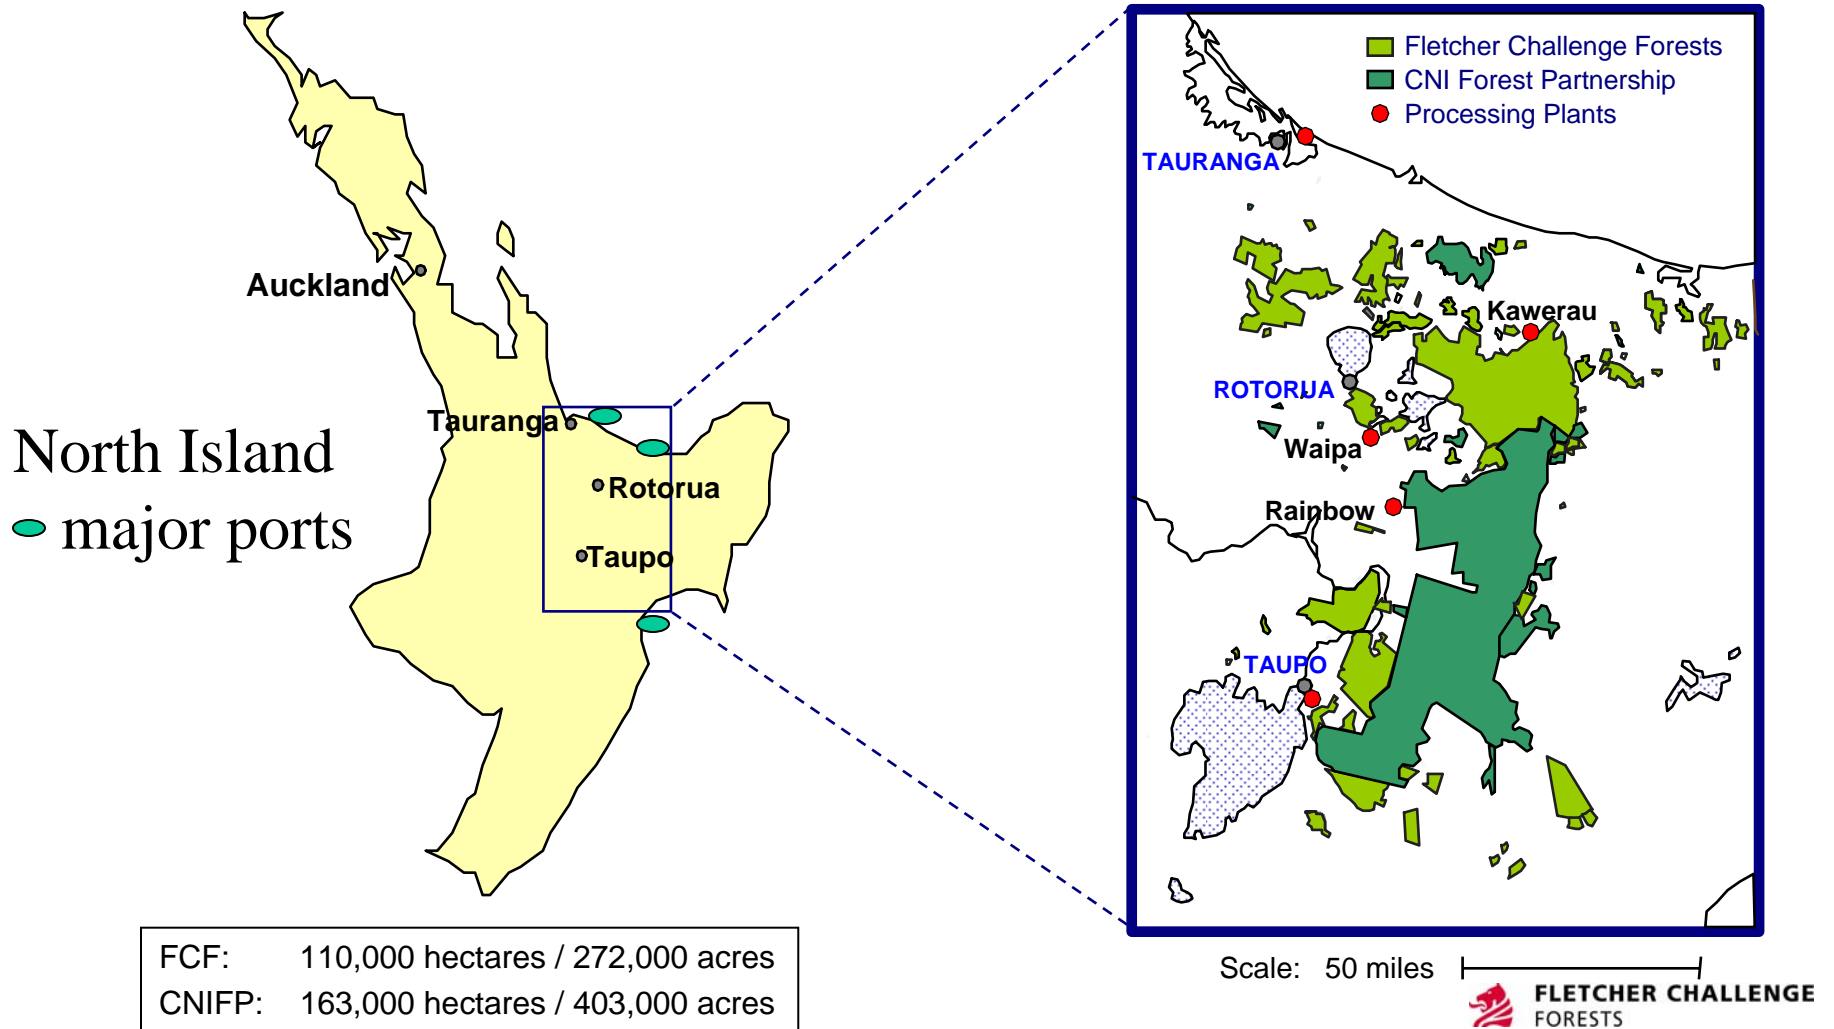 Auckland
Tauranga
North Island
major ports
Rotorua
Taupo
FCF: 110,000 hectares / 272,000 acres
CNIFP: 163,000 hectares / 403,000 acres
Fletcher Challenge Forests
CNI Forest Partnership
Processing Plants
TAURANGA
Kawerau
ROTORUA
Waipa
Rainbow
TAUPO
Scale: 50 miles
FLETCHER CHALLENGE
FORESTS